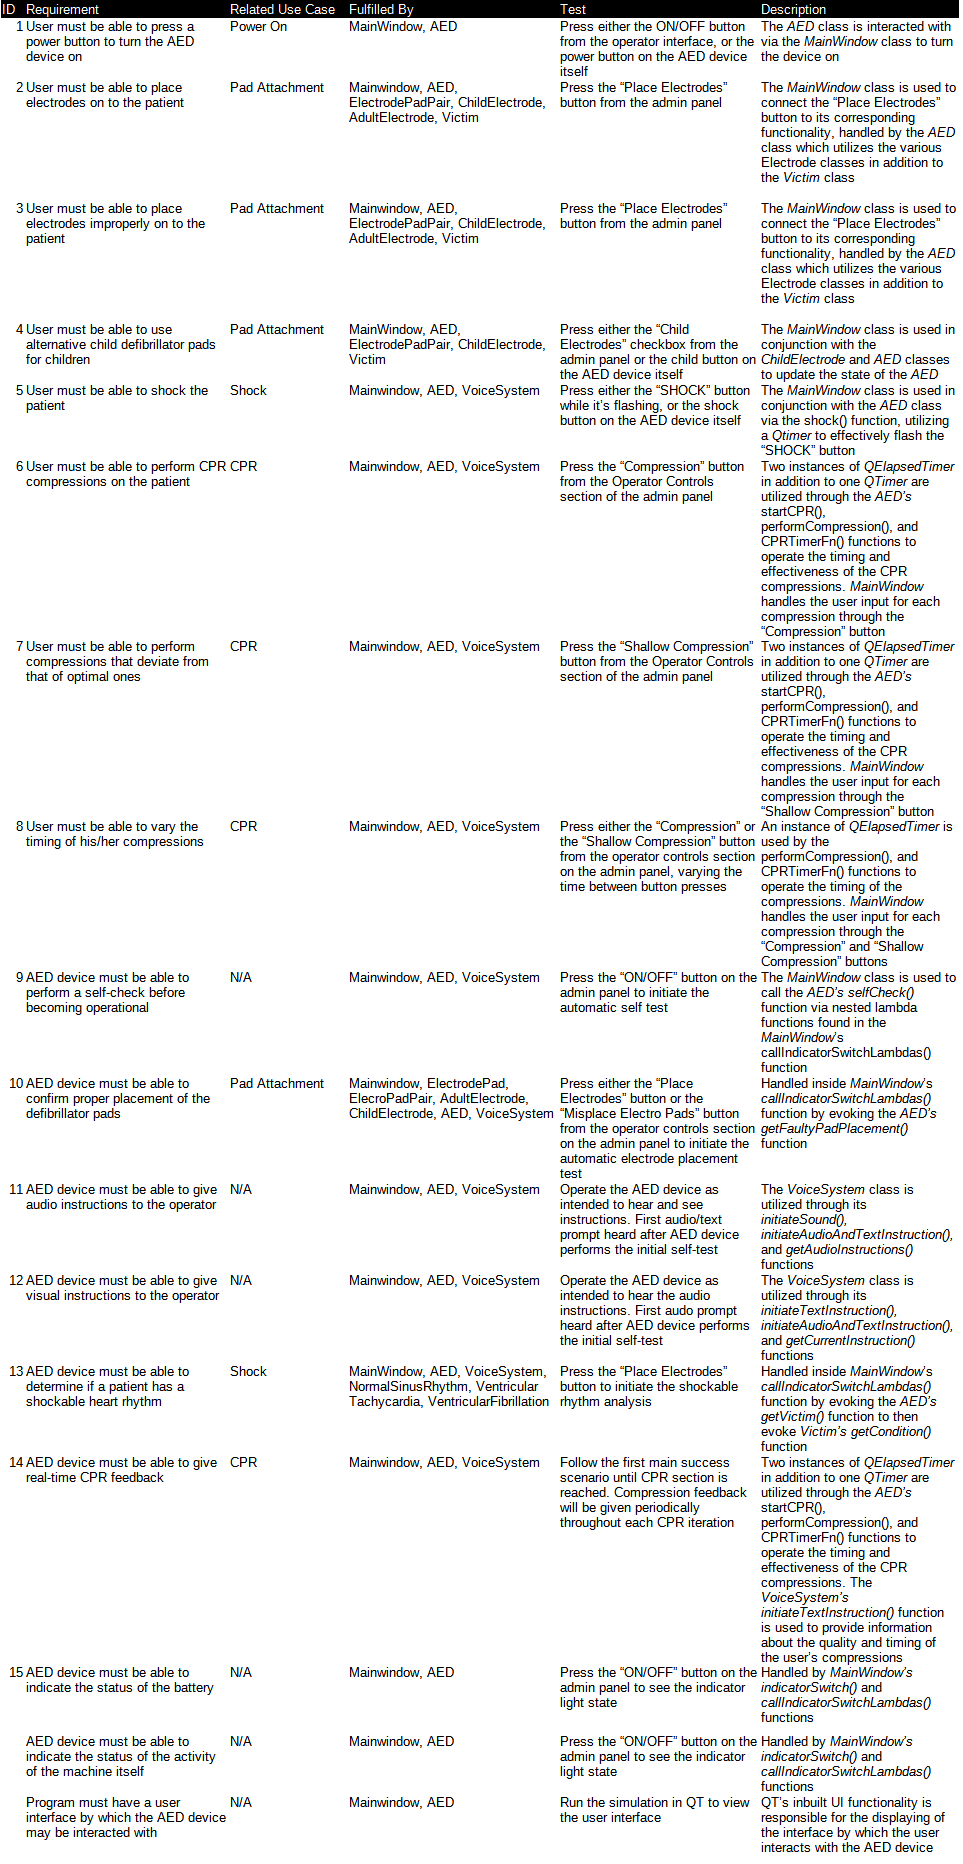 ID Requirement Related Use Case Fulfilled By Test Description
1 User must be able to press a
power button to turn the AED
device on
Power On
MainWindow, AED
Press either the ON/OFF button
from the operator interface, or the
power button on the AED device
itself
The AED class is interacted with
via the MainWindow class to turn
the device on
2 User must be able to place
electrodes on to the patient
Pad Attachment
Mainwindow, AED,
ElectrodePadPair, ChildElectrode,
AdultElectrode, Victim
Press the “Place Electrodes”
button from the admin panel
The MainWindow class is used to
connect the “Place Electrodes”
button to its corresponding
functionality, handled by the AED
class which utilizes the various
Electrode classes in addition to
the Victim class
3 User must be able to place
electrodes improperly on to the
patient
Pad Attachment
Mainwindow, AED,
ElectrodePadPair, ChildElectrode,
AdultElectrode, Victim
Press the “Place Electrodes”
button from the admin panel
The MainWindow class is used to
connect the “Place Electrodes”
button to its corresponding
functionality, handled by the AED
class which utilizes the various
Electrode classes in addition to
the Victim class
4 User must be able to use
alternative child defibrillator pads
for children
Pad Attachment
MainWindow, AED,
ElectrodePadPair, ChildElectrode,
Victim
Press either the “Child
Electrodes” checkbox from the
admin panel or the child button on
the AED device itself
The MainWindow class is used in
conjunction with the
ChildElectrode and AED classes
to update the state of the AED
5 User must be able to shock the
patient
Shock
Mainwindow, AED, VoiceSystem
Press either the “SHOCK” button
while it’s flashing, or the shock
button on the AED device itself
The MainWindow class is used in
conjunction with the AED class
via the shock() function, utilizing
a Qtimer to effectively flash the
“SHOCK” button
6 User must be able to perform CPR
compressions on the patient
CPR
Mainwindow, AED, VoiceSystem
Press the “Compression” button
from the Operator Controls
section of the admin panel
Two instances of QElapsedTimer
in addition to one QTimer are
utilized through the AED’s
startCPR(),
performCompression(), and
CPRTimerFn() functions to
operate the timing and
effectiveness of the CPR
compressions. MainWindow
handles the user input for each
compression through the
“Compression” button
7 User must be able to perform
compressions that deviate from
that of optimal ones
CPR
Mainwindow, AED, VoiceSystem
Press the “Shallow Compression”
button from the Operator Controls
section of the admin panel
Two instances of QElapsedTimer
in addition to one QTimer are
utilized through the AED’s
startCPR(),
performCompression(), and
CPRTimerFn() functions to
operate the timing and
effectiveness of the CPR
compressions. MainWindow
handles the user input for each
compression through the
“Shallow Compression” button
8 User must be able to vary the
timing of his/her compressions
CPR
Mainwindow, AED, VoiceSystem
Press either the “Compression” or
the “Shallow Compression” button
from the operator controls section
on the admin panel, varying the
time between button presses
An instance of QElapsedTimer is
used by the
performCompression(), and
CPRTimerFn() functions to
operate the timing of the
compressions. MainWindow
handles the user input for each
compression through the
“Compression” and “Shallow
Compression” buttons
9 AED device must be able to
perform a self-check before
becoming operational
N/A
Mainwindow, AED, VoiceSystem
Press the “ON/OFF” button on the
admin panel to initiate the
automatic self test
The MainWindow class is used to
call the AED’s selfCheck()
function via nested lambda
functions found in the
MainWindow’s
callIndicatorSwitchLambdas()
function
10 AED device must be able to
confirm proper placement of the
defibrillator pads
Pad Attachment
Mainwindow, ElectrodePad,
ElecroPadPair, AdultElectrode,
ChildElectrode, AED, VoiceSystem
Press either the “Place
Electrodes” button or the
“Misplace Electro Pads” button
from the operator controls section
on the admin panel to initiate the
automatic electrode placement
test
Handled inside MainWindow’s
callIndicatorSwitchLambdas()
function by evoking the AED’s
getFaultyPadPlacement()
function
11 AED device must be able to give
audio instructions to the operator
N/A
Mainwindow, AED, VoiceSystem
Operate the AED device as
intended to hear and see
instructions. First audio/text
prompt heard after AED device
performs the initial self-test
The VoiceSystem class is
utilized through its
initiateSound(),
initiateAudioAndTextInstruction(),
and getAudioInstructions()
functions
12 AED device must be able to give
visual instructions to the operator
N/A
Mainwindow, AED, VoiceSystem
Operate the AED device as
intended to hear the audio
instructions. First audo prompt
heard after AED device performs
the initial self-test
The VoiceSystem class is
utilized through its
initiateTextInstruction(),
initiateAudioAndTextInstruction(),
and getCurrentInstruction()
functions
13 AED device must be able to
determine if a patient has a
shockable heart rhythm
Shock
MainWindow, AED, VoiceSystem,
NormalSinusRhythm, Ventricular
Tachycardia, VentricularFibrillation
Press the “Place Electrodes”
button to initiate the shockable
rhythm analysis
Handled inside MainWindow’s
callIndicatorSwitchLambdas()
function by evoking the AED’s
getVictim() function to then
evoke Victim’s getCondition()
function
14 AED device must be able to give
real-time CPR feedback
CPR
Mainwindow, AED, VoiceSystem
Follow the first main success
scenario until CPR section is
reached. Compression feedback
will be given periodically
throughout each CPR iteration
Two instances of QElapsedTimer
in addition to one QTimer are
utilized through the AED’s
startCPR(),
performCompression(), and
CPRTimerFn() functions to
operate the timing and
effectiveness of the CPR
compressions. The
VoiceSystem’s
initiateTextInstruction() function
is used to provide information
about the quality and timing of
the user’s compressions
15 AED device must be able to
indicate the status of the battery
N/A
Mainwindow, AED
Press the “ON/OFF” button on the
admin panel to see the indicator
light state
Handled by MainWindow’s
indicatorSwitch() and
callIndicatorSwitchLambdas()
functions
AED device must be able to
indicate the status of the activity
of the machine itself
N/A
Mainwindow, AED
Press the “ON/OFF” button on the
admin panel to see the indicator
light state
Handled by MainWindow’s
indicatorSwitch() and
callIndicatorSwitchLambdas()
functions
Program must have a user
interface by which the AED device
may be interacted with
N/A
Mainwindow, AED
Run the simulation in QT to view
the user interface
QT’s inbuilt UI functionality is
responsible for the displaying of
the interface by which the user
interacts with the AED device